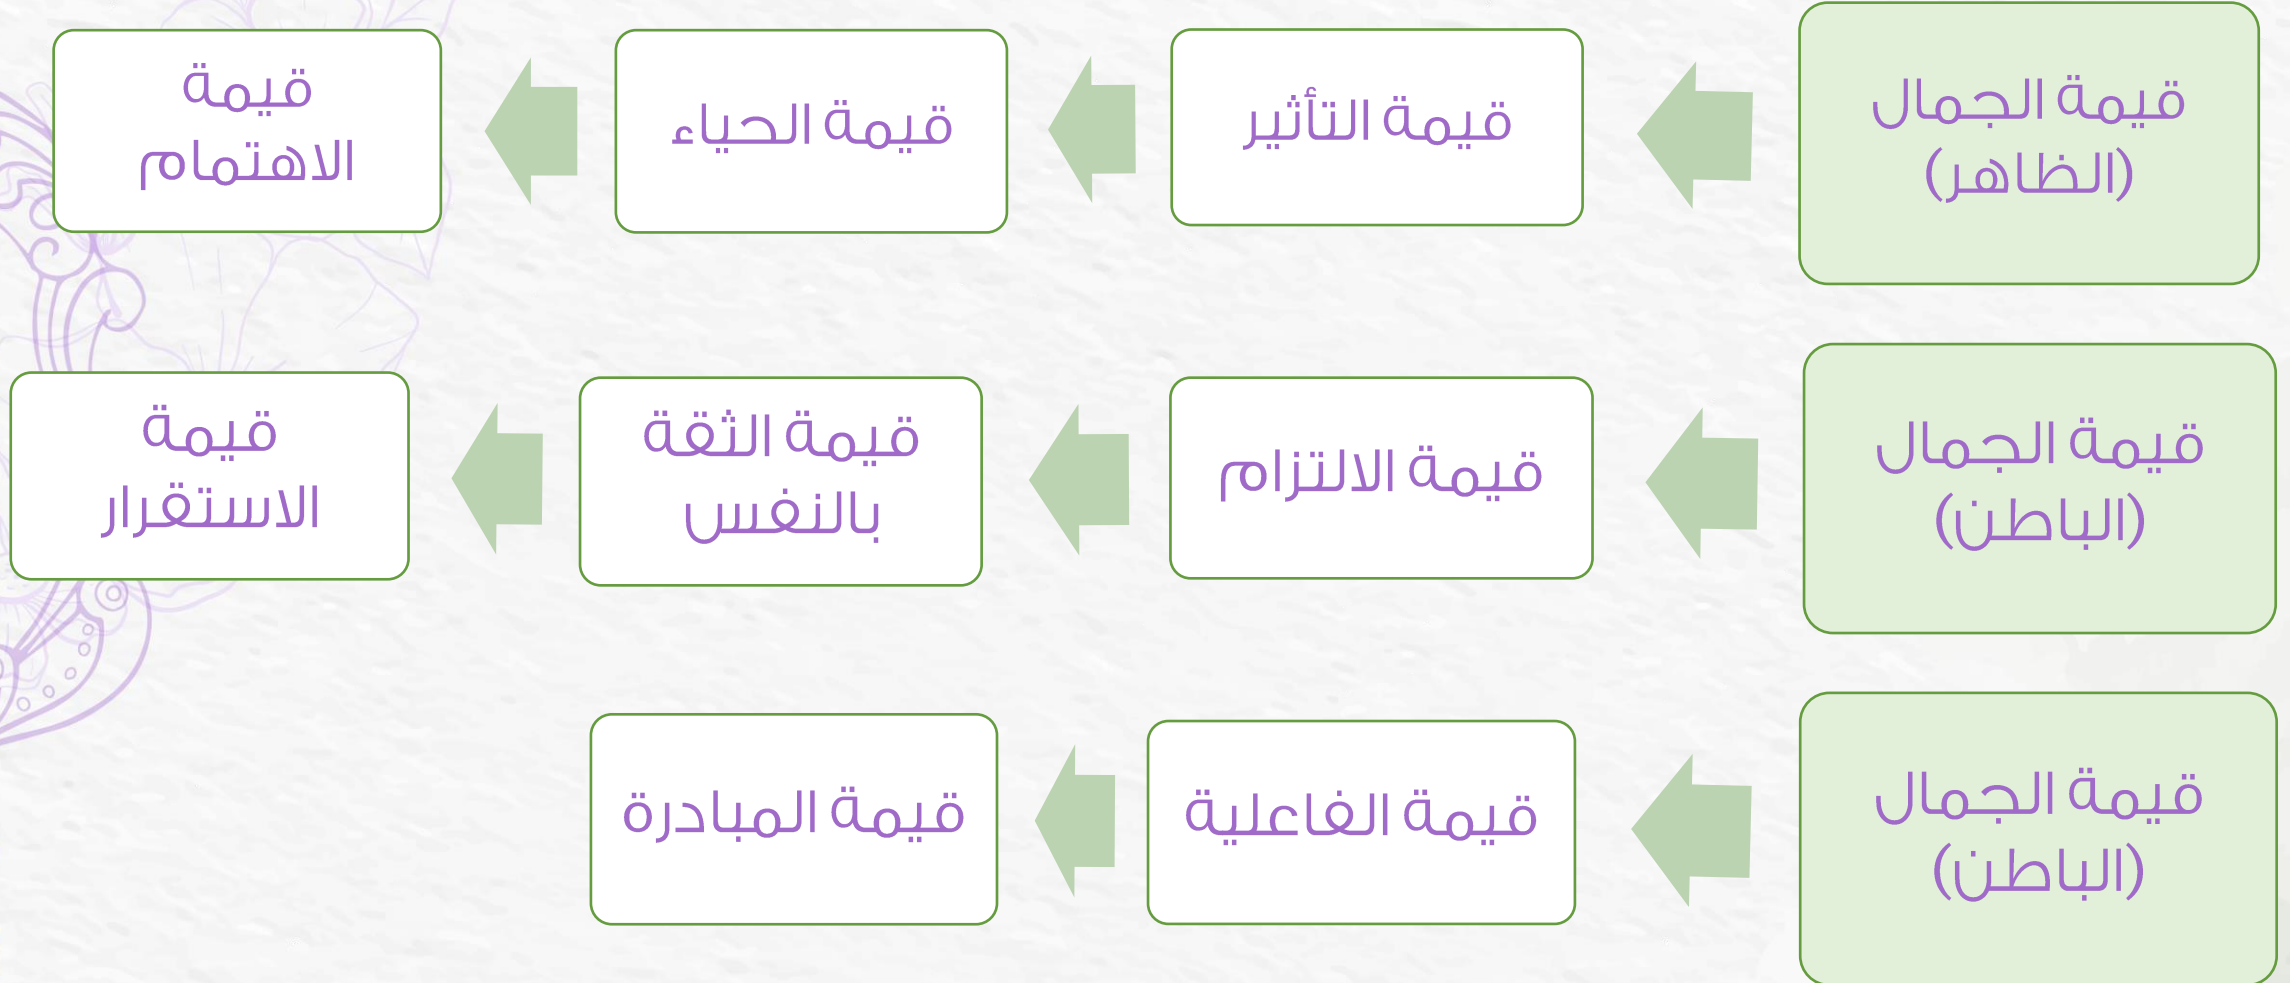 قيمة الجمال
(الظاهر)
قيمة التأثير
قيمة الحياء
قيمة
الاهتمام
قيمة الجمال
(الباطن)
قيمة الالتزام
قيمة الثقة
بالنفس
قيمة
الاستقرار
قيمة الجمال
(الباطن)
قيمة الفاعلية
قيمة المبادرة